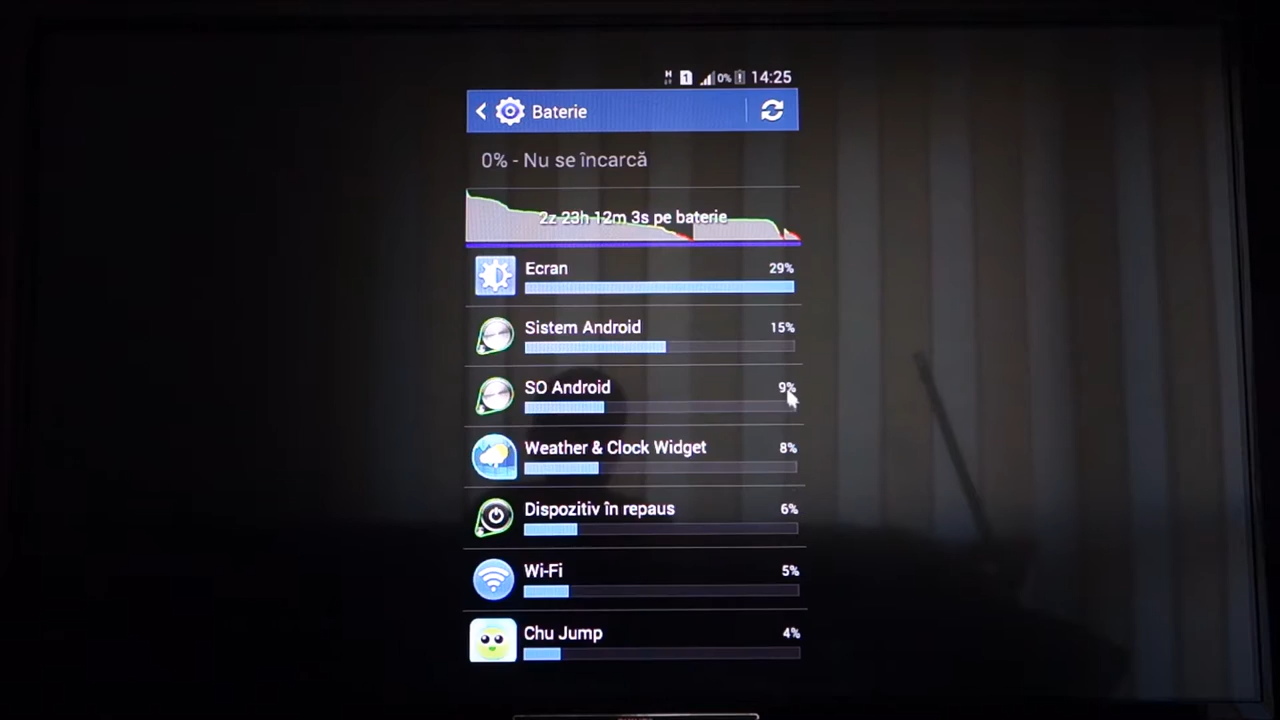 H 1 0% 14:25
Baterie
0% - Nu se încarcă
2z 23h 12m 3s pe baterie
Ecran 29%
Sistem Android 15%
SO Android 9%
Weather & Clock Widget 8%
Dispozitiv în repaus 6%
Wi-Fi 5%
Chu Jump 4%